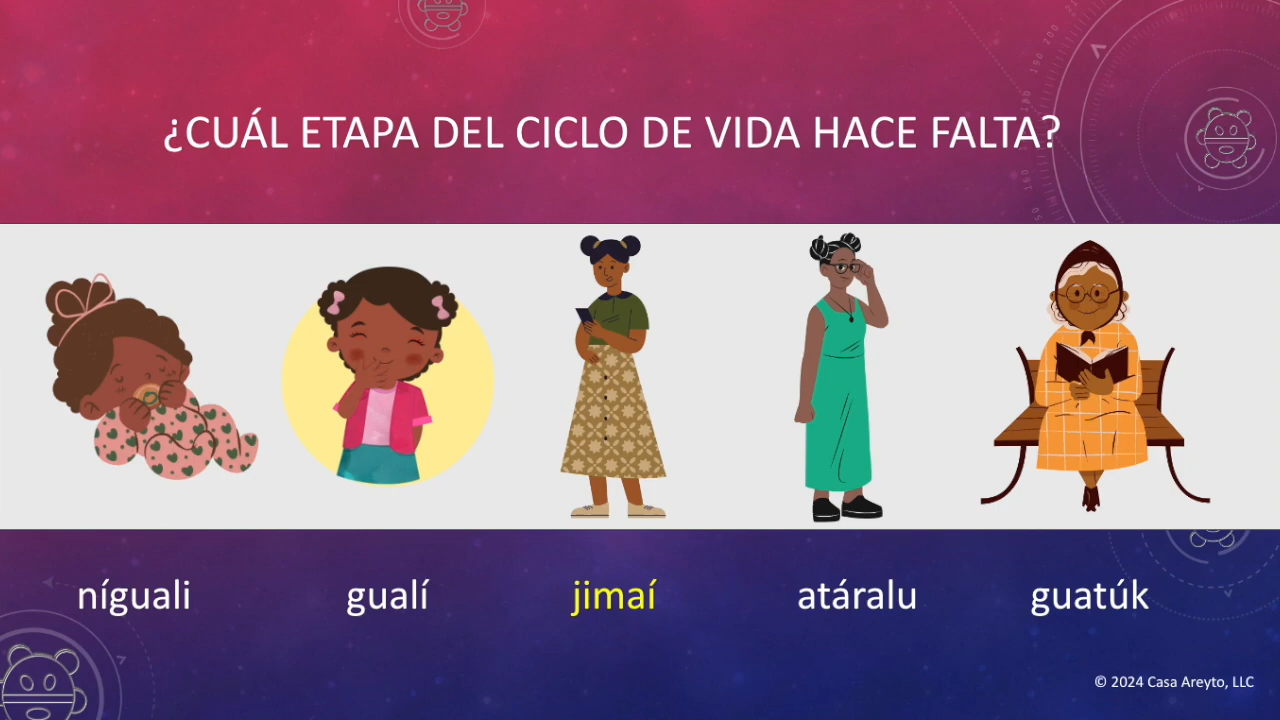 ¿CUÁL ETAPA DEL CICLO DE VIDA HACE FALTA?
níguali gualí jimaí atáralu guatúk
© 2024 Casa Areyto, LLC